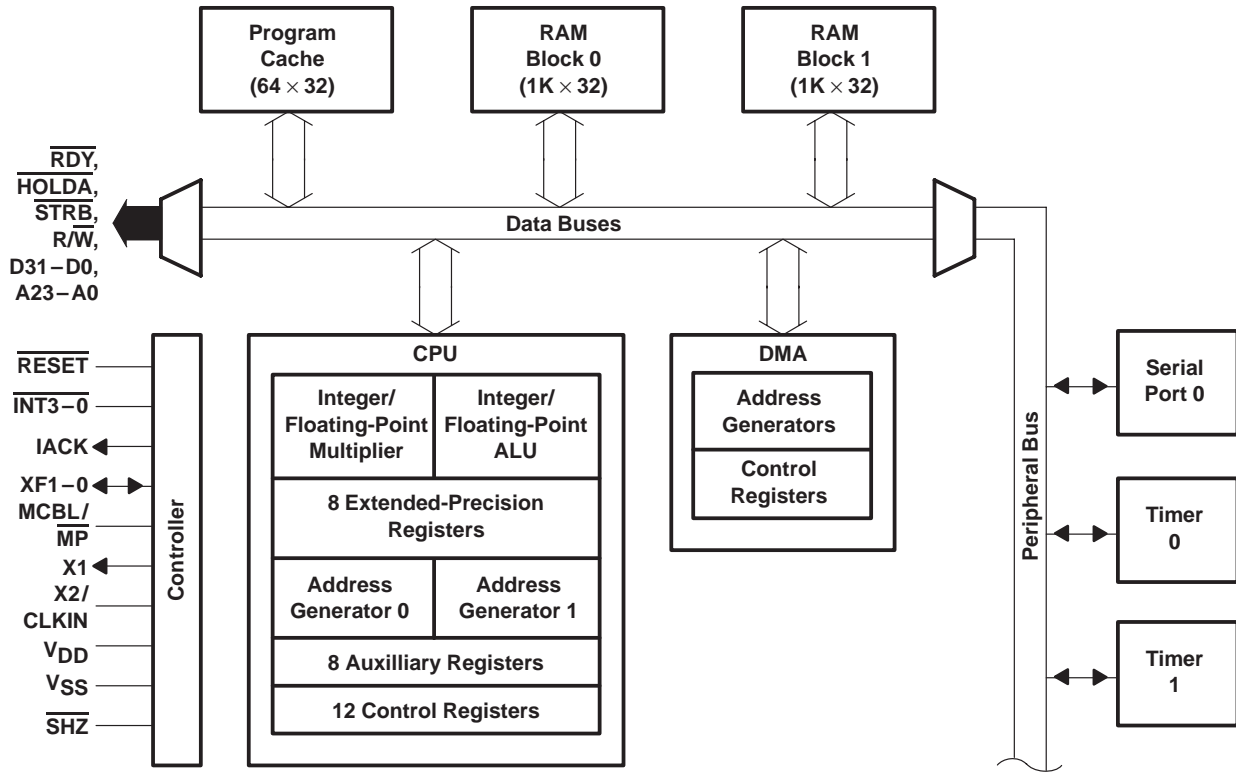 Program
Cache
(64 × 32)
RAM
Block 0
(1K × 32)
RAM
Block 1
(1K × 32)
RDY,
HOLDA,
STRB,
R/W,
D31–D0,
A23–A0
Data Buses
RESET
INT3–0
IACK
XF1–0
MCBL/
MP
X1
X2/
CLKIN
VDD
VSS
SHZ
Controller
CPU
Integer/
Floating-Point
Multiplier
Integer/
Floating-Point
ALU
8 Extended-Precision
Registers
Address
Generator 0
Address
Generator 1
8 Auxilliary Registers
12 Control Registers
DMA
Address
Generators
Control
Registers
Peripheral Bus
Serial
Port 0
Timer
0
Timer
1